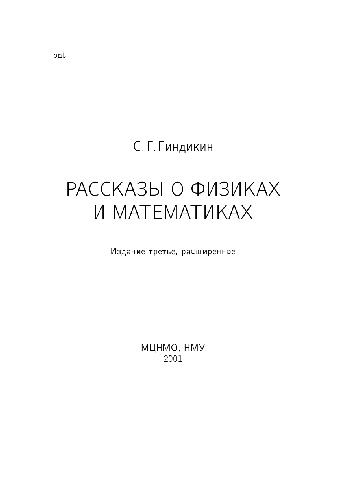 С. Г. Гиндикин
РАССКАЗЫ О ФИЗИКАХ
И МАТЕМАТИКАХ
Издание третье, расширенное
МЦНМО, НМУ
2001